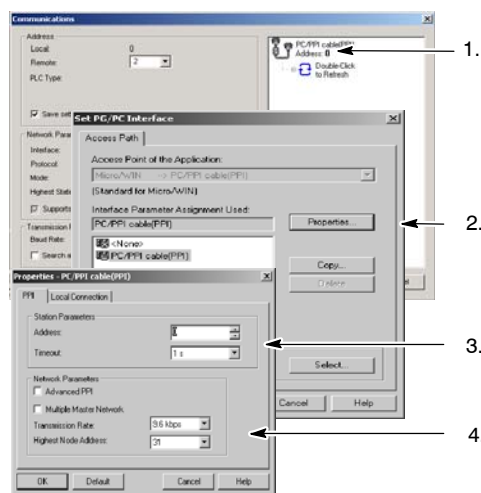 Communications
Address
Local: 0
Remote: 2
PLC Type:
Save set
Network Para
Interface:
Protocol:
Mode:
Highest Stati
Supports
Transmission
Baud Rate:
Search a
PC/PPI cable(PPI)
Address: 0
Double-Click
to Refresh
1.
Set PG/PC Interface
Access Path
Access Point of the Application:
Micro/WIN --> PC/PPI cable(PPI)
(Standard for Micro/WIN)
Interface Parameter Assignment Used:
PC/PPI cable(PPI)
Properties...
2.
<None>
PC/PPI cable(PPI)
Copy...
Delete
Select...
Cancel
Help
Properties - PC/PPI cable(PPI)
PPI
Local Connection
Station Parameters
Address:
Timeout: 1 s
3.
Network Parameters
Advanced PPI
Multiple Master Network
Transmission Rate: 9.6 kbps
Highest Node Address: 31
4
OK
Default
Cancel
Help